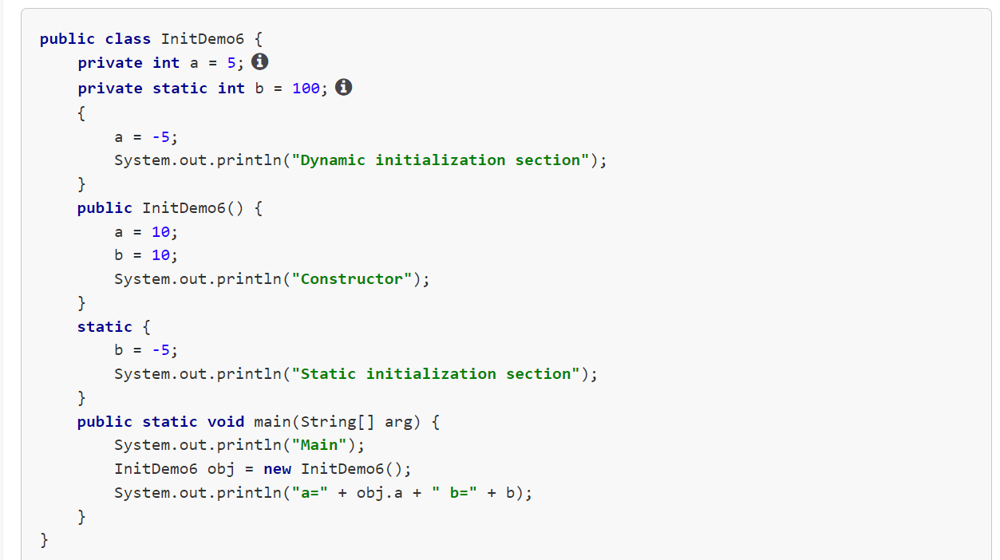 public class InitDemo6 {
    private int a = 5; i
    private static int b = 100; i
    {
        a = -5;
        System.out.println("Dynamic initialization section");
    }
    public InitDemo6() {
        a = 10;
        b = 10;
        System.out.println("Constructor");
    }
    static {
        b = -5;
        System.out.println("Static initialization section");
    }
    public static void main(String[] arg) {
        System.out.println("Main");
        InitDemo6 obj = new InitDemo6();
        System.out.println("a=" + obj.a + " b=" + b);
    }
}